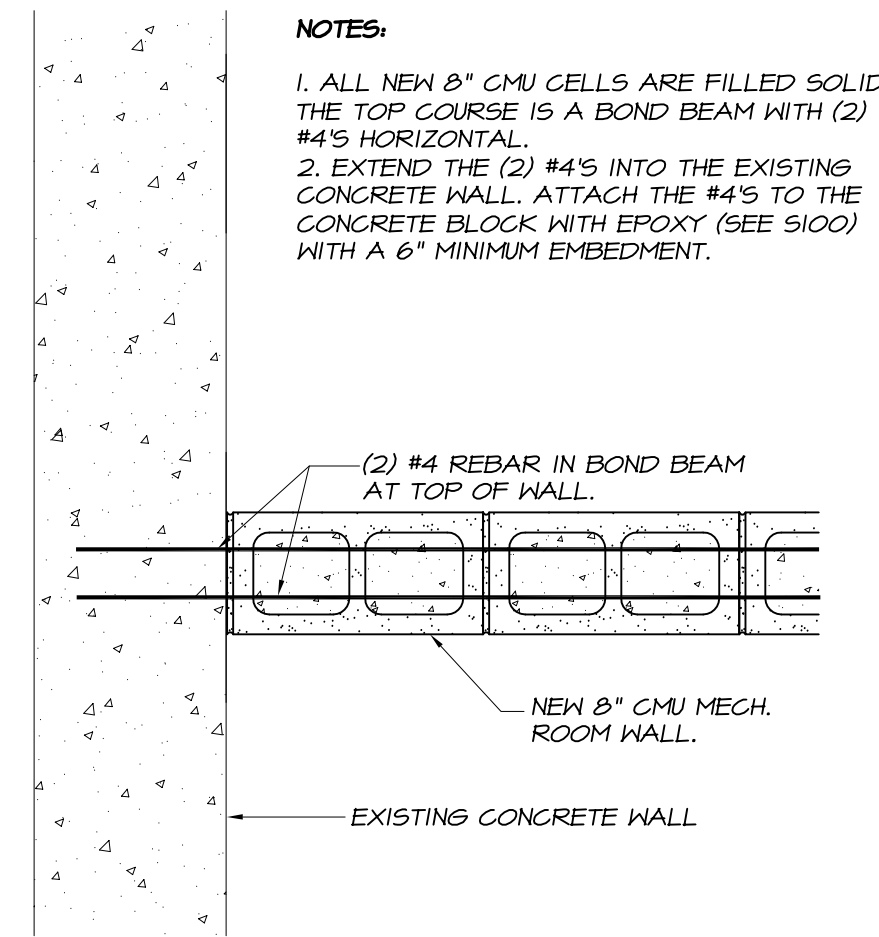 NOTES:
1. ALL NEW 8" CMU CELLS ARE FILLED SOLID
THE TOP COURSE IS A BOND BEAM WITH (2)
#4'S HORIZONTAL.
2. EXTEND THE (2) #4'S INTO THE EXISTING
CONCRETE WALL. ATTACH THE #4'S TO THE
CONCRETE BLOCK WITH EPOXY (SEE S100)
WITH A 6" MINIMUM EMBEDMENT.
(2) #4 REBAR IN BOND BEAM
AT TOP OF WALL.
NEW 8" CMU MECH.
ROOM WALL.
EXISTING CONCRETE WALL